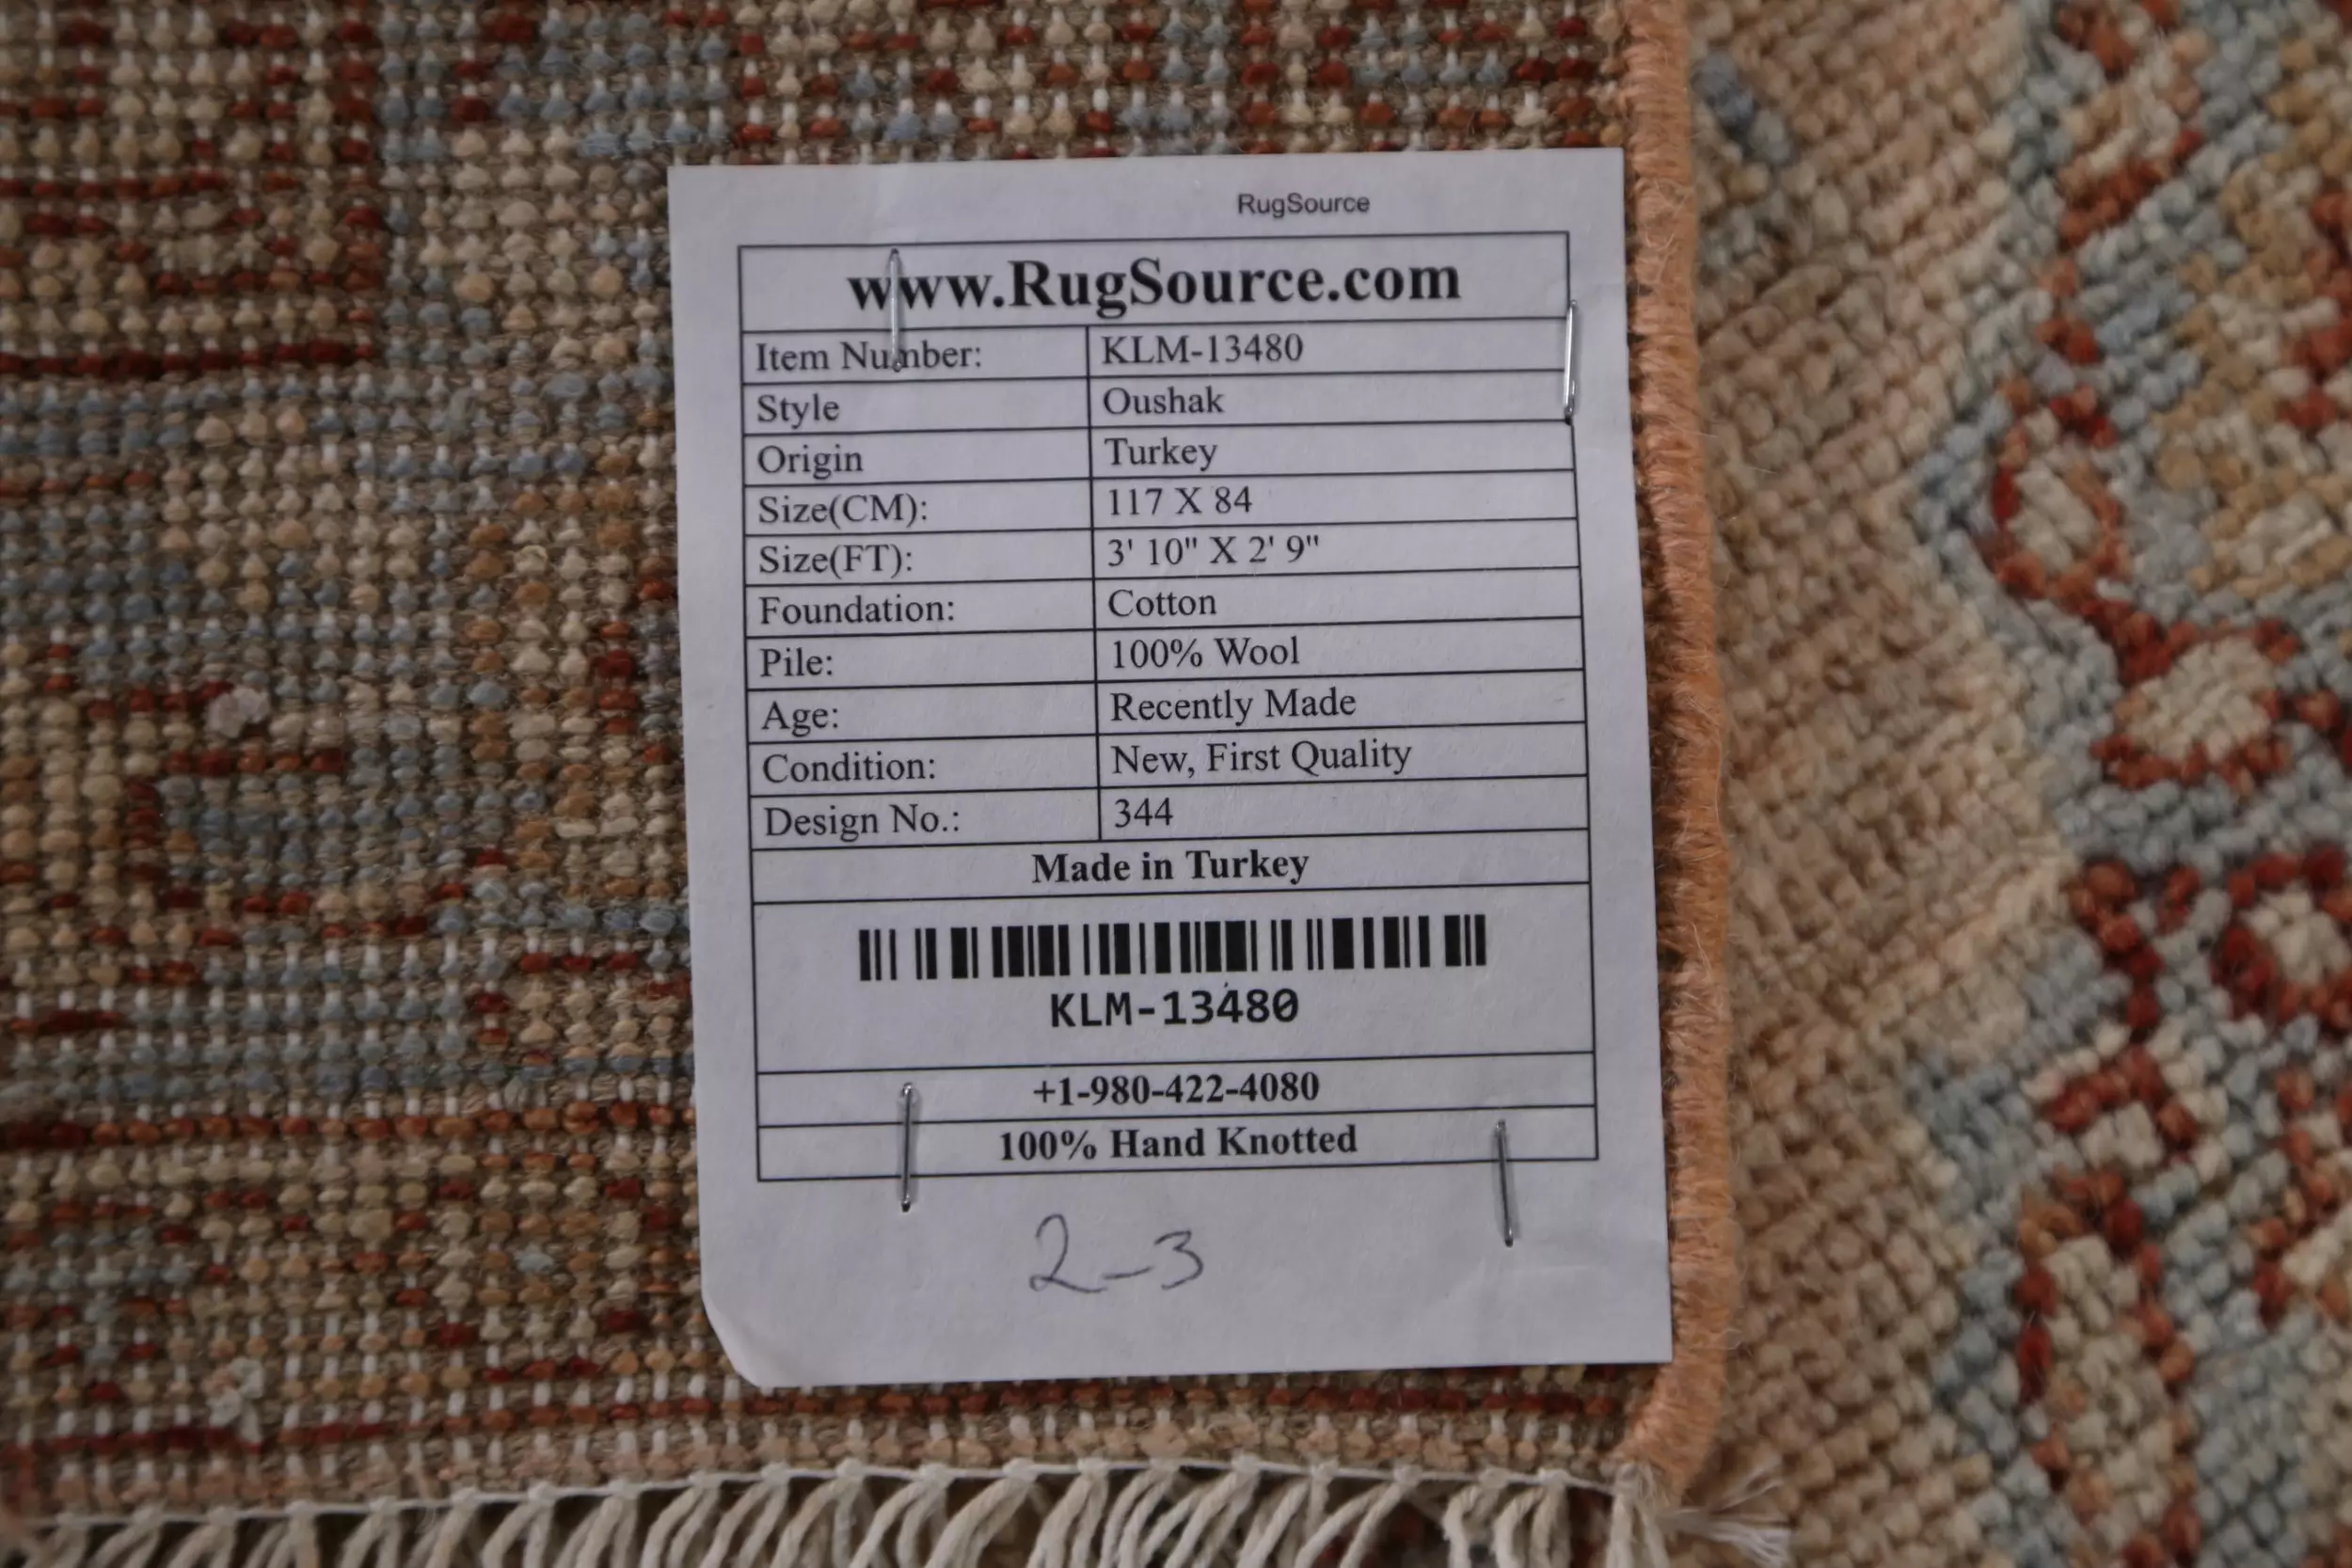 RugSource
www.RugSource.com
Item Number: KLM-13480
Style Oushak
Origin Turkey
Size(CM): 117 X 84
Size(FT): 3' 10" X 2' 9"
Foundation: Cotton
Pile: 100% Wool
Age: Recently Made
Condition: New, First Quality
Design No.: 344
Made in Turkey
KLM-13480
+1-980-422-4080
100% Hand Knotted
2-3